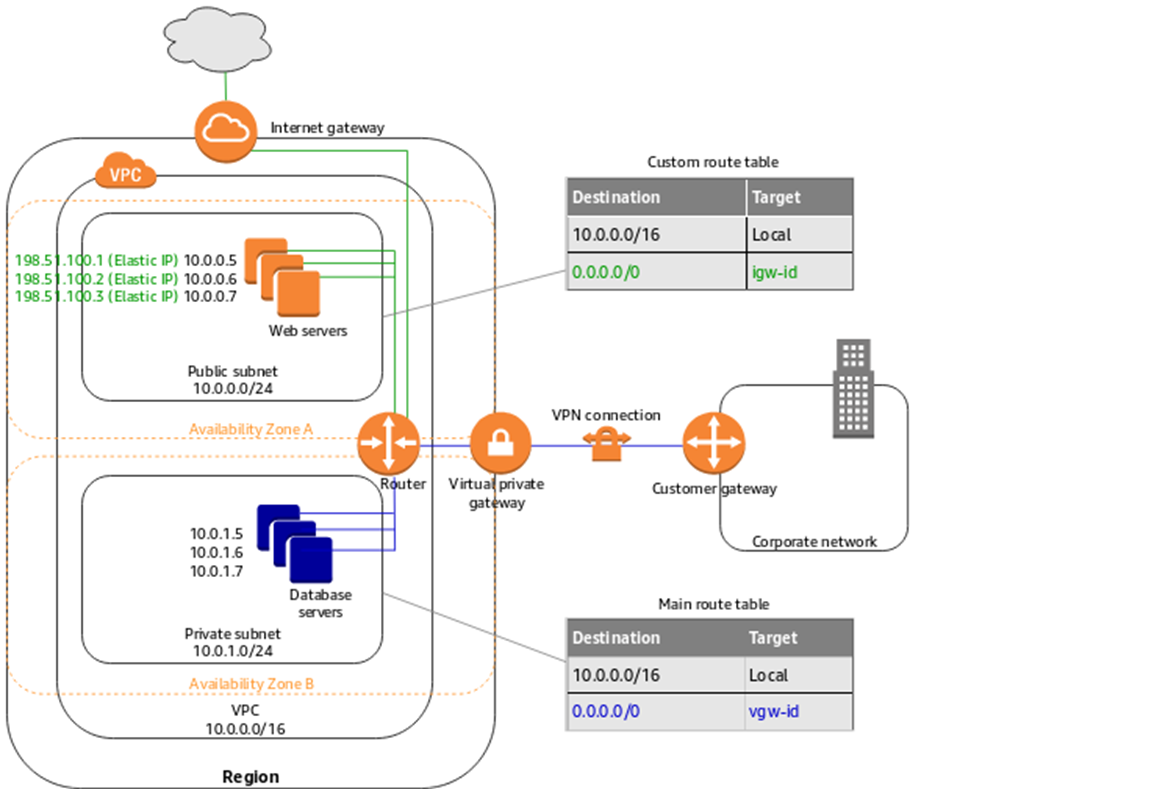 Internet gateway
VPC
198.51.100.1 (Elastic IP) 10.0.0.5
198.51.100.2 (Elastic IP) 10.0.0.6
198.51.100.3 (Elastic IP) 10.0.0.7
Web servers
Public subnet
10.0.0.0/24
Availability Zone A
Custom route table
Destination Target
10.0.0.0/16 Local
0.0.0.0/0 igw-id
Router
Virtual private
gateway
VPN connection
Customer gateway
Corporate network
10.0.1.5
10.0.1.6
10.0.1.7
Database
servers
Private subnet
10.0.1.0/24
Availability Zone B
VPC
10.0.0.0/16
Region
Main route table
Destination Target
10.0.0.0/16 Local
0.0.0.0/0 vgw-id